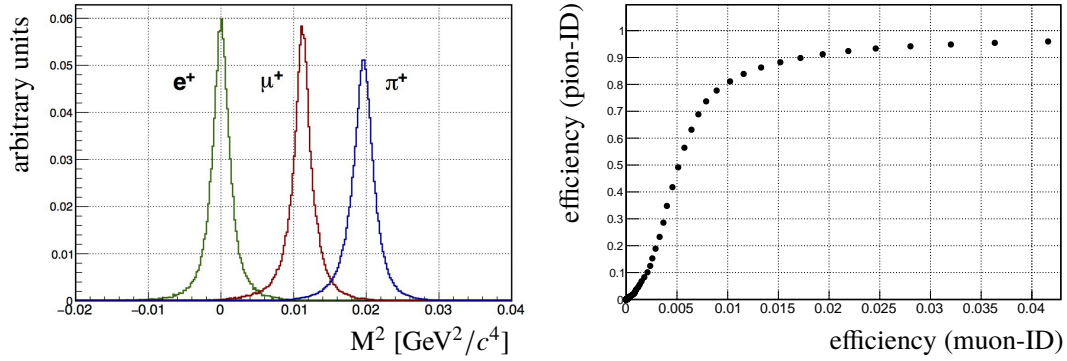 arbitrary units
0.06
0.05
0.04
0.03
0.02
0.01
0
e⁺
μ⁺
π⁺
−0.02 −0.01 0 0.01 0.02 0.03 0.04
M² [GeV²/c⁴]
efficiency (pion-ID)
1
0.9
0.8
0.7
0.6
0.5
0.4
0.3
0.2
0.1
0
0 0.005 0.01 0.015 0.02 0.025 0.03 0.035 0.04
efficiency (muon-ID)